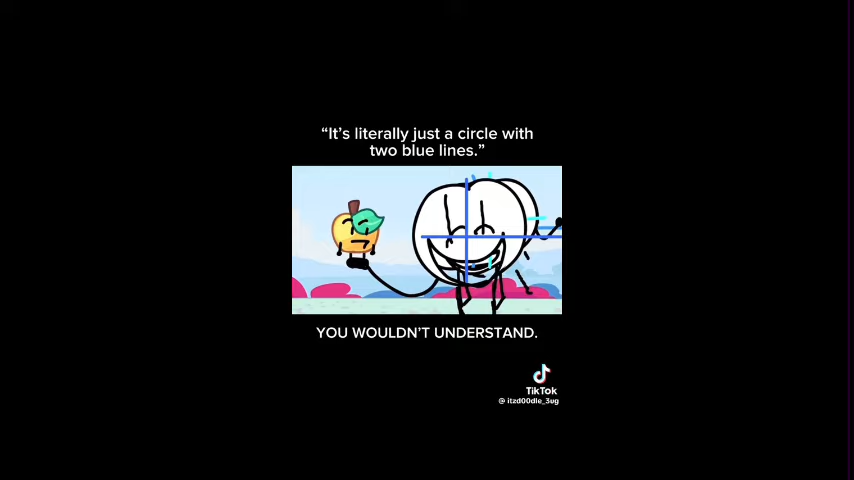 “It’s literally just a circle with
two blue lines.”
YOU WOULDN’T UNDERSTAND.
TikTok
@ itzd00dle_3ug